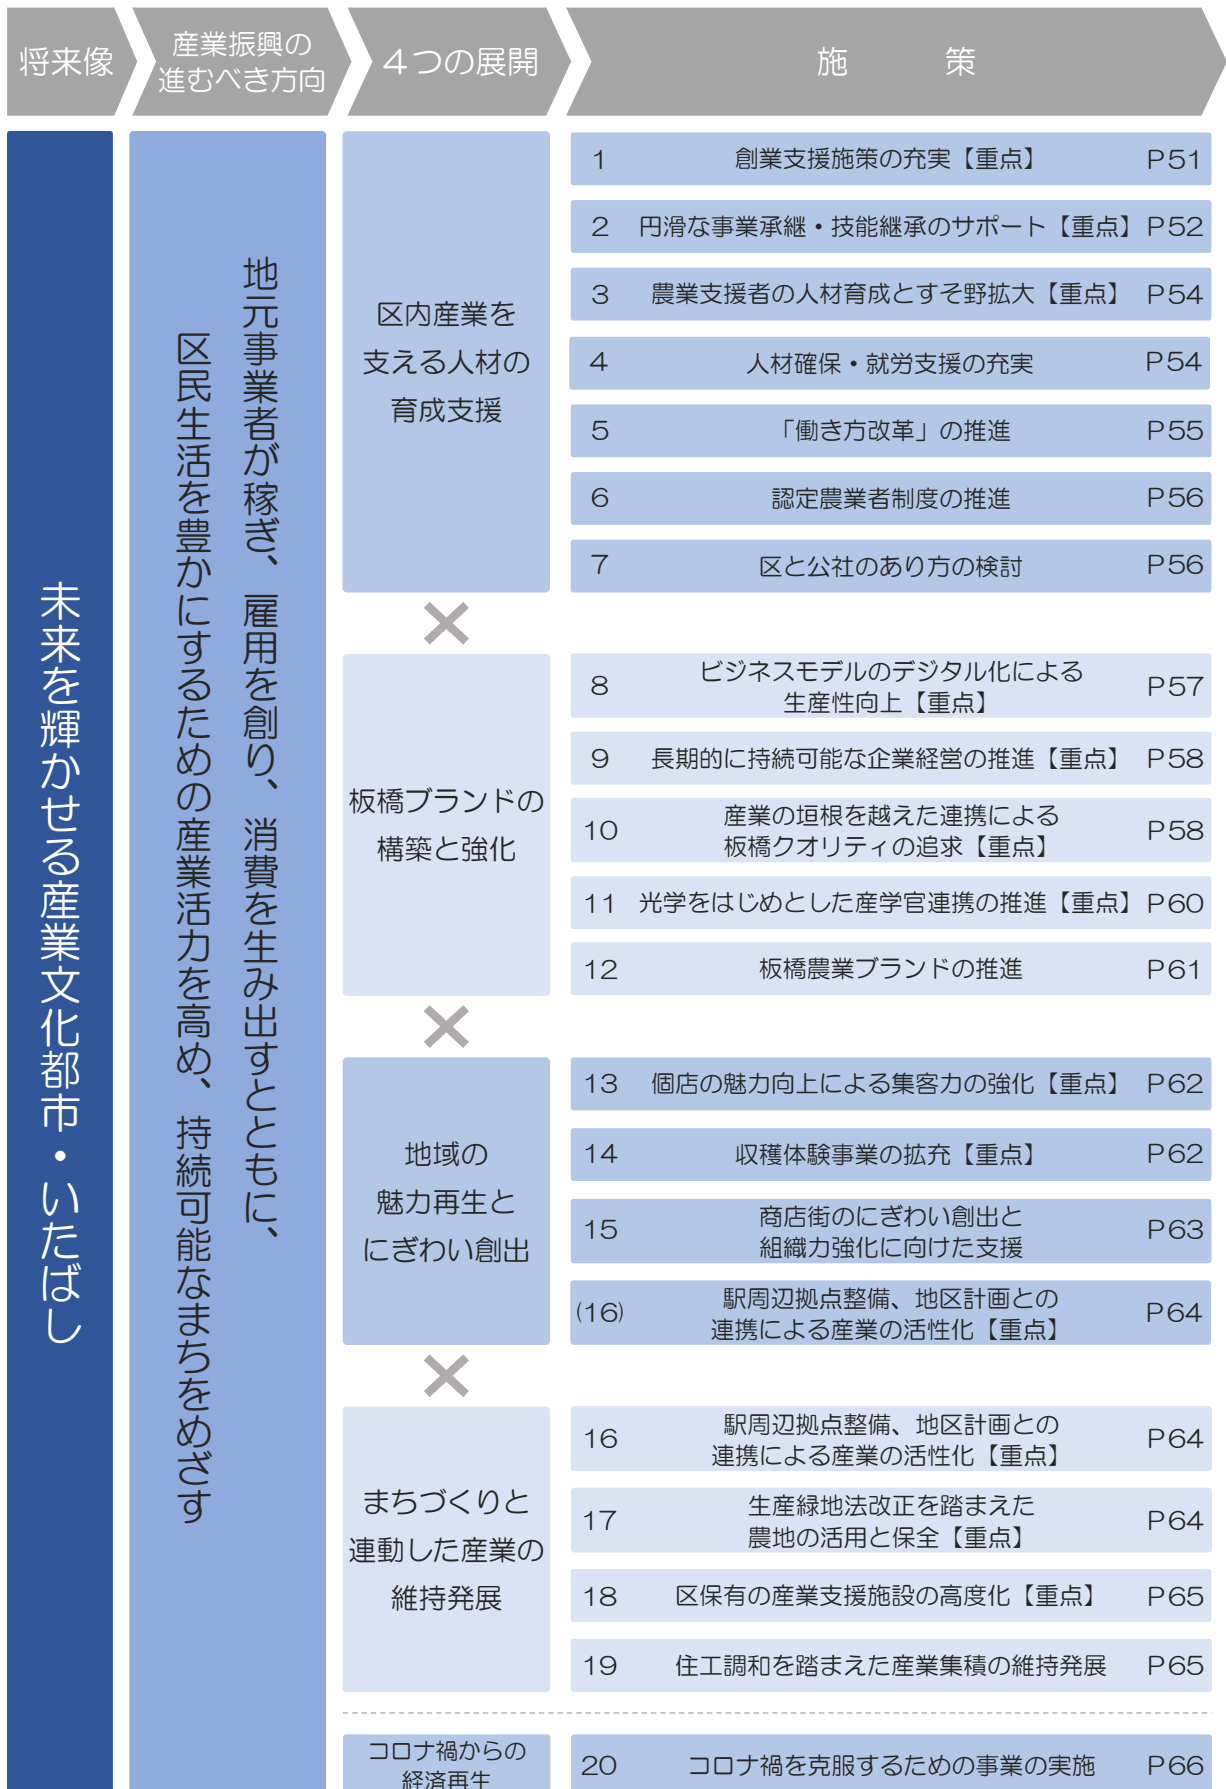 将来像
産業振興の
進むべき方向
４つの展開
施　策
未来を輝かせる産業文化都市・いたばし
地元事業者が稼ぎ、雇用を創り、消費を生み出すとともに、
区民生活を豊かにするための産業活力を高め、持続可能なまちをめざす
区内産業を
支える人材の
育成支援
1 創業支援施策の充実【重点】 P51
2 円滑な事業承継・技能継承のサポート【重点】 P52
3 農業支援者の人材育成とすそ野拡大【重点】 P54
4 人材確保・就労支援の充実 P54
5 「働き方改革」の推進 P55
6 認定農業者制度の推進 P56
7 区と公社のあり方の検討 P56
×
板橋ブランドの
構築と強化
8 ビジネスモデルのデジタル化による
生産性向上【重点】 P57
9 長期的に持続可能な企業経営の推進【重点】 P58
10 産業の垣根を越えた連携による
板橋クオリティの追求【重点】 P58
11 光学をはじめとした産学官連携の推進【重点】 P60
12 板橋農業ブランドの推進 P61
×
地域の
魅力再生と
にぎわい創出
13 個店の魅力向上による集客力の強化【重点】 P62
14 収穫体験事業の拡充【重点】 P62
15 商店街のにぎわい創出と
組織力強化に向けた支援 P63
(16) 駅周辺拠点整備、地区計画との
連携による産業の活性化【重点】 P64
×
まちづくりと
連動した産業の
維持発展
16 駅周辺拠点整備、地区計画との
連携による産業の活性化【重点】 P64
17 生産緑地法改正を踏まえた
農地の活用と保全【重点】 P64
18 区保有の産業支援施設の高度化【重点】 P65
19 住工調和を踏まえた産業集積の維持発展 P65
コロナ禍からの
経済再生
20 コロナ禍を克服するための事業の実施 P66